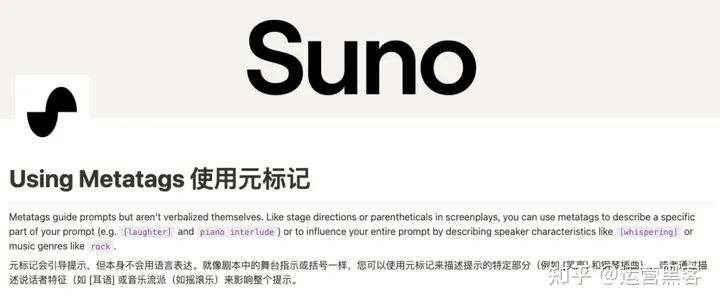 Suno
Using Metatags 使用元标记
Metatags guide prompts but aren't verbalized themselves. Like stage directions or parentheticals in screenplays, you can use metatags to describe a specific
part of your prompt (e.g. [laughter] and piano interlude ) or to influence your entire prompt by describing speaker characteristics like [whispering] or
music genres like rock.
元标记会引导提示，但本身不会用语言表达。就像剧本中的舞台指示或括号一样，您可以使用元标记来描述提示的特定部分（例如 [笑声] 和钢琴插曲），或者通过描
述说话者特征（如 [耳语] 或音乐流派（如摇滚乐）来影响整个提示。
知乎 @运营黑客